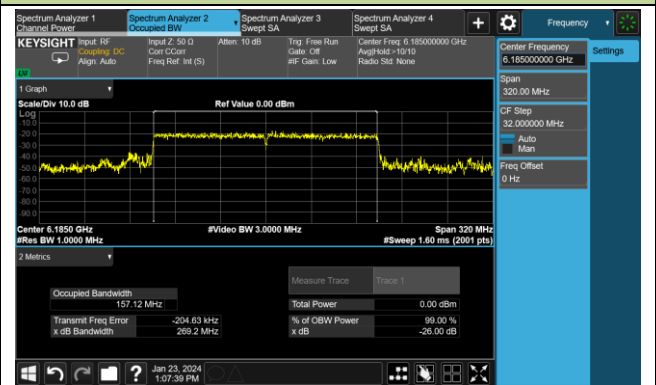 Spectrum Analyzer 1
Channel Power
Spectrum Analyzer 2
Occupied BW
Spectrum Analyzer 3
Swept SA
Spectrum Analyzer 4
Swept SA
+
Frequency
KEYSIGHT
Input: RF
Coupling: DC
Align: Auto
Input Z: 50 Ω
Corr CCorr
Freq Ref: Int (S)
Atten: 10 dB
Trig: Free Run
Gate: Off
#IF Gain: Low
Center Freq: 6.185000000 GHz
Avg|Hold:>10/10
Radio Std: None
Center Frequency
6.185000000 GHz
Settings
Span
320.00 MHz
CF Step
32.000000 MHz
Auto
Man
Freq Offset
0 Hz
1 Graph
Scale/Div 10.0 dB
Ref Value 0.00 dBm
Log
-10.0
-20.0
-30.0
-40.0
-50.0
-60.0
-70.0
-80.0
-90.0
Center 6.1850 GHz
#Video BW 3.0000 MHz
Span 320 MHz
#Res BW 1.0000 MHz
#Sweep 1.60 ms (2001 pts)
2 Metrics
Measure Trace
Trace 1
Occupied Bandwidth
157.12 MHz
Total Power
0.00 dBm
Transmit Freq Error
-204.63 kHz
% of OBW Power
99.00 %
x dB Bandwidth
269.2 MHz
x dB
-26.00 dB
?
Jan 23, 2024
1:07:39 PM